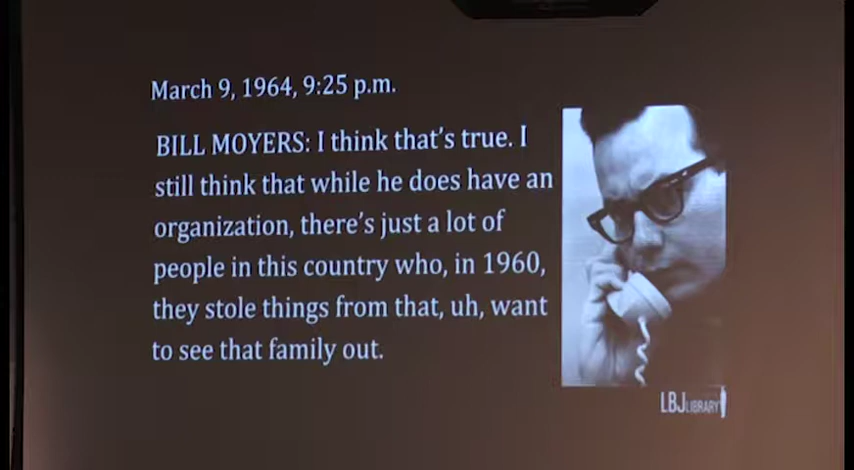 March 9, 1964, 9:25 p.m.
BILL MOYERS: I think that's true. I
still think that while he does have an
organization, there's just a lot of
people in this country who, in 1960,
they stole things from that, uh, want
to see that family out.
LBJ LIBRARY